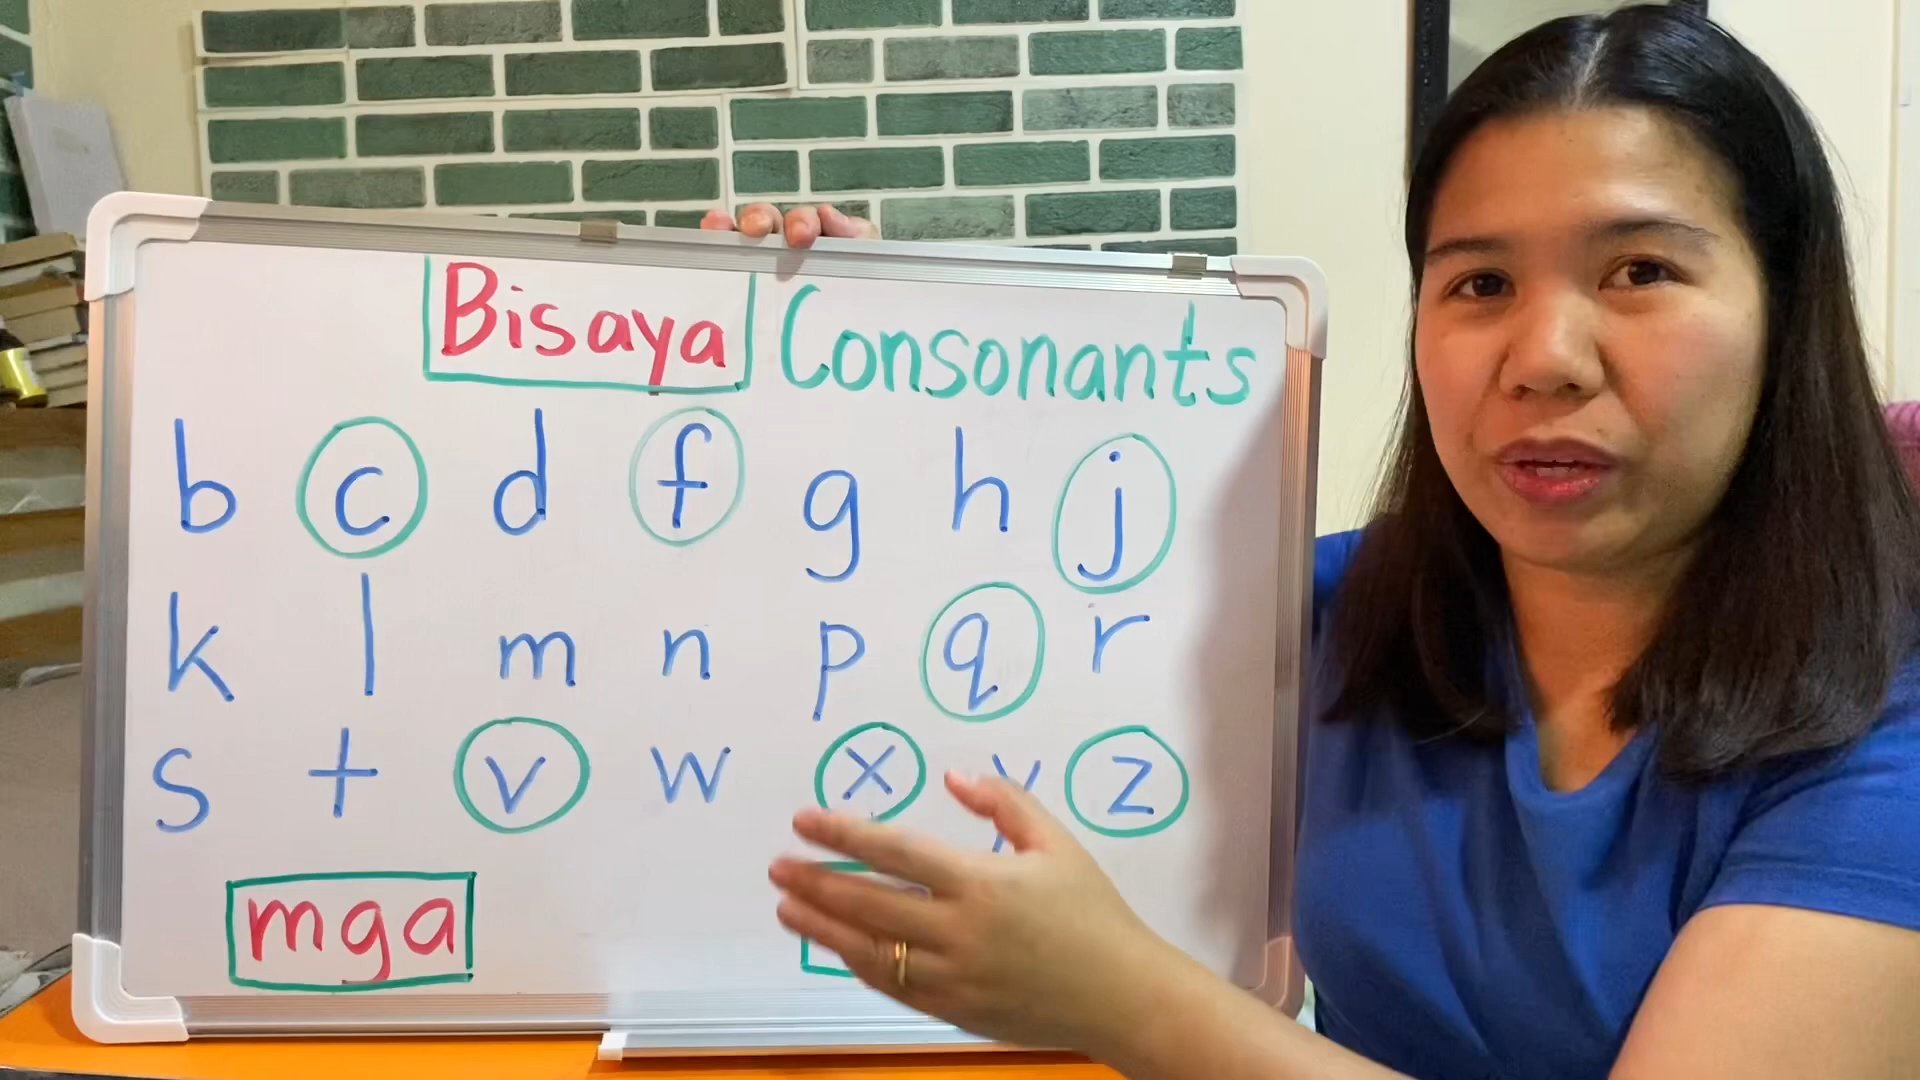 Bisaya Consonants
b c d f g h j
k l m n p q r
s t v w x y z
mga